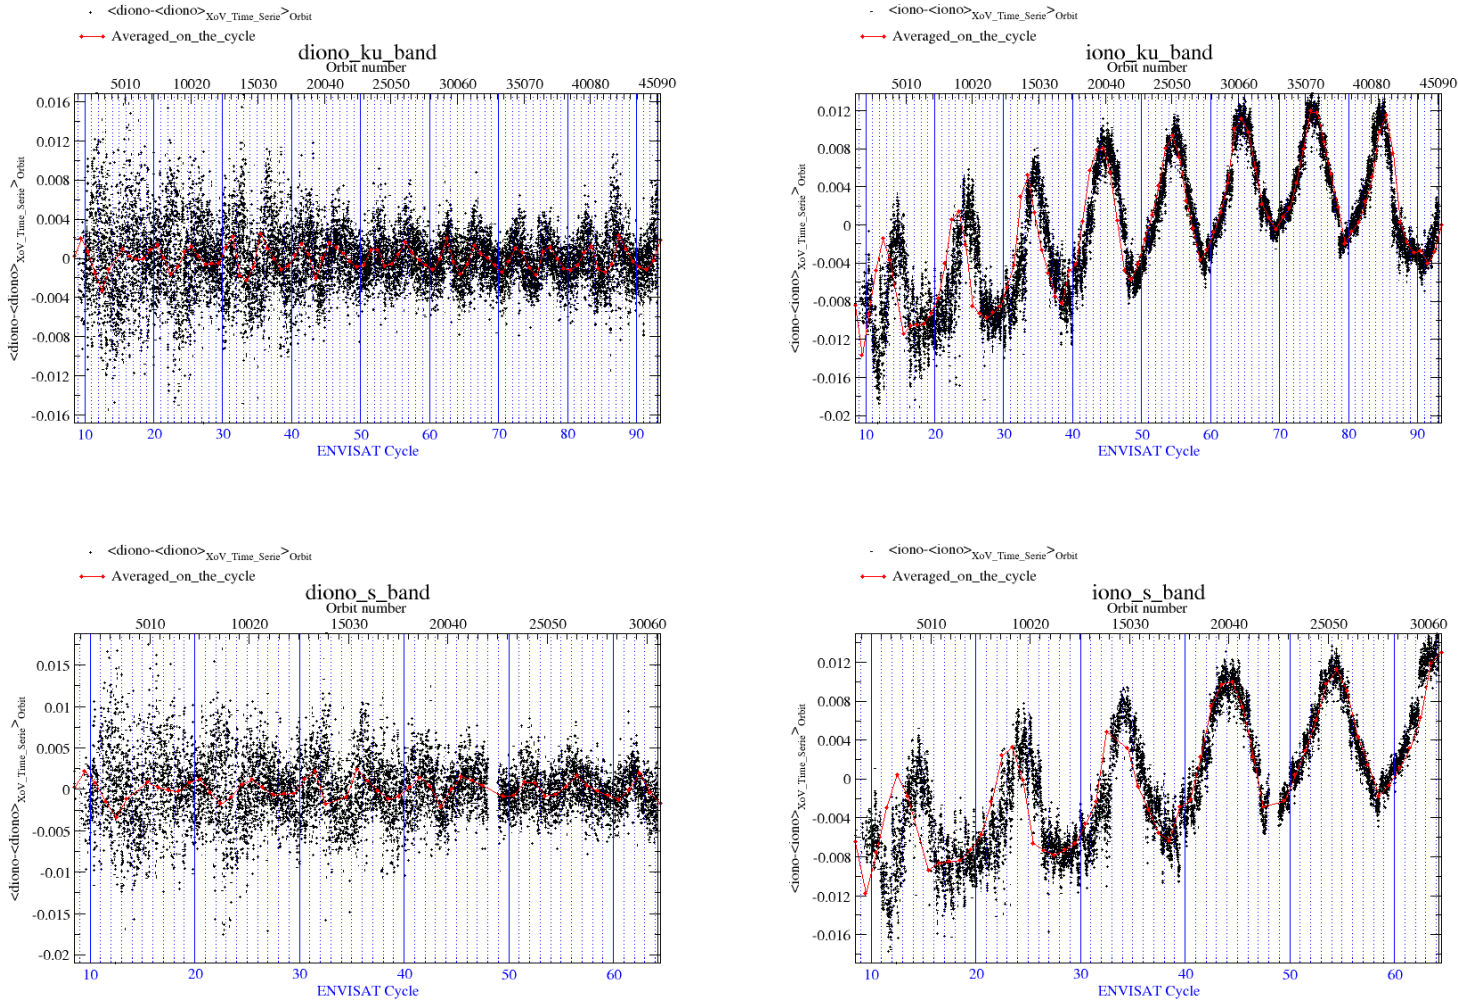 <diono-<diono>XoV_Time_Serie>Orbit
Averaged_on_the_cycle
diono_ku_band
Orbit number
5010 10020 15030 20040 25050 30060 35070 40080 45090
0.016
0.012
0.008
0.004
0
-0.004
-0.008
-0.012
-0.016
<diono-<diono>XoV_Time_Serie>Orbit
10 20 30 40 50 60 70 80 90
ENVISAT Cycle
<iono-<iono>XoV_Time_Serie>Orbit
Averaged_on_the_cycle
iono_ku_band
Orbit number
5010 10020 15030 20040 25050 30060 35070 40080 45090
0.012
0.008
0.004
0
-0.004
-0.008
-0.012
-0.016
-0.02
<iono-<iono>XoV_Time_Serie>Orbit
10 20 30 40 50 60 70 80 90
ENVISAT Cycle
<diono-<diono>XoV_Time_Serie>Orbit
Averaged_on_the_cycle
diono_s_band
Orbit number
5010 10020 15030 20040 25050 30060
0.015
0.01
0.005
0
-0.005
-0.01
-0.015
-0.02
<diono-<diono>XoV_Time_Serie>Orbit
10 20 30 40 50 60
ENVISAT Cycle
<iono-<iono>XoV_Time_Serie>Orbit
Averaged_on_the_cycle
iono_s_band
Orbit number
5010 10020 15030 20040 25050 30060
0.012
0.008
0.004
0
-0.004
-0.008
-0.012
-0.016
<iono-<iono>XoV_Time_Serie>Orbit
10 20 30 40 50 60
ENVISAT Cycle